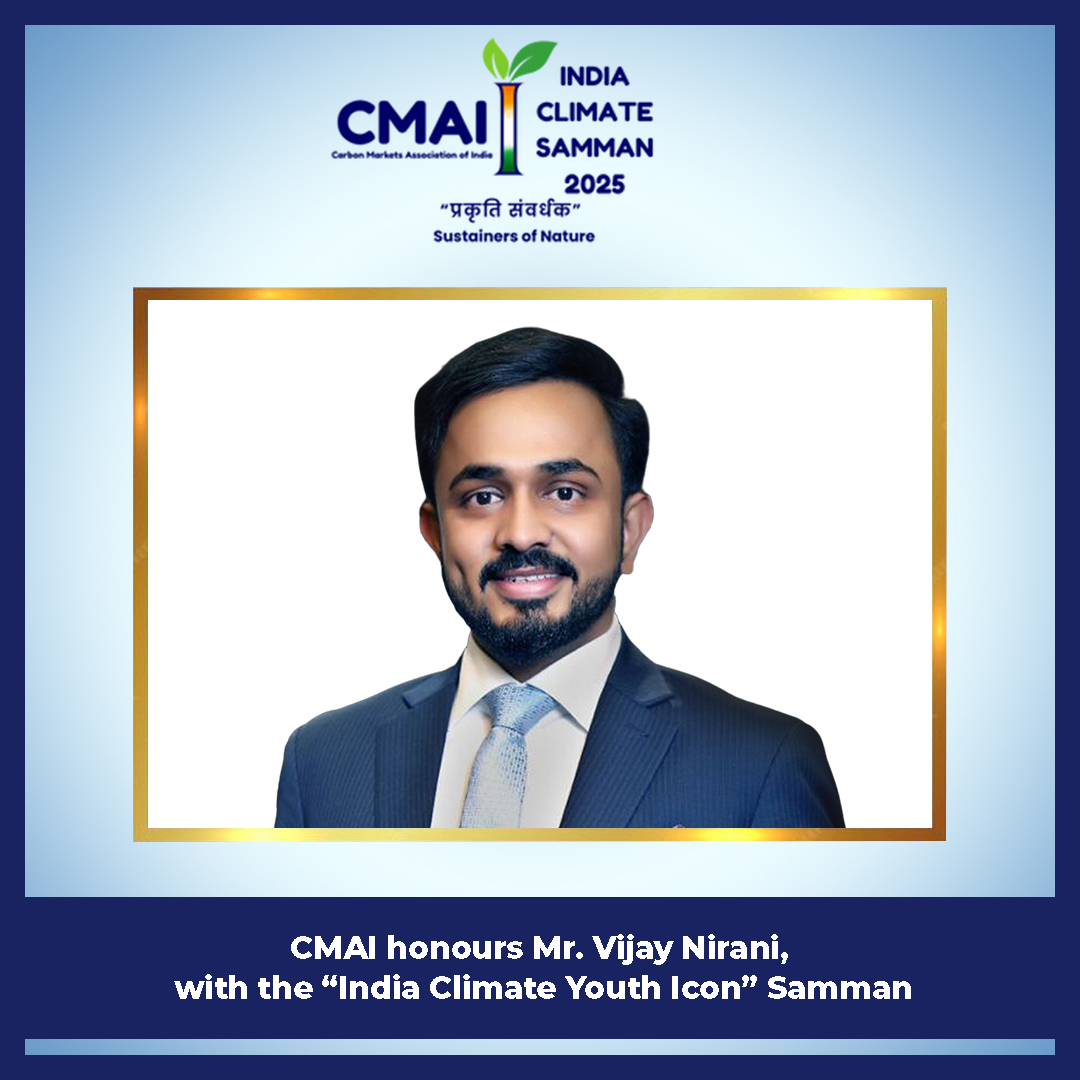 CMAI
Carbon Markets Association of India
INDIA
CLIMATE
SAMMAN
2025
“प्रकृति संवर्धक”
Sustainers of Nature
CMAI honours Mr. Vijay Nirani,
with the “India Climate Youth Icon” Samman